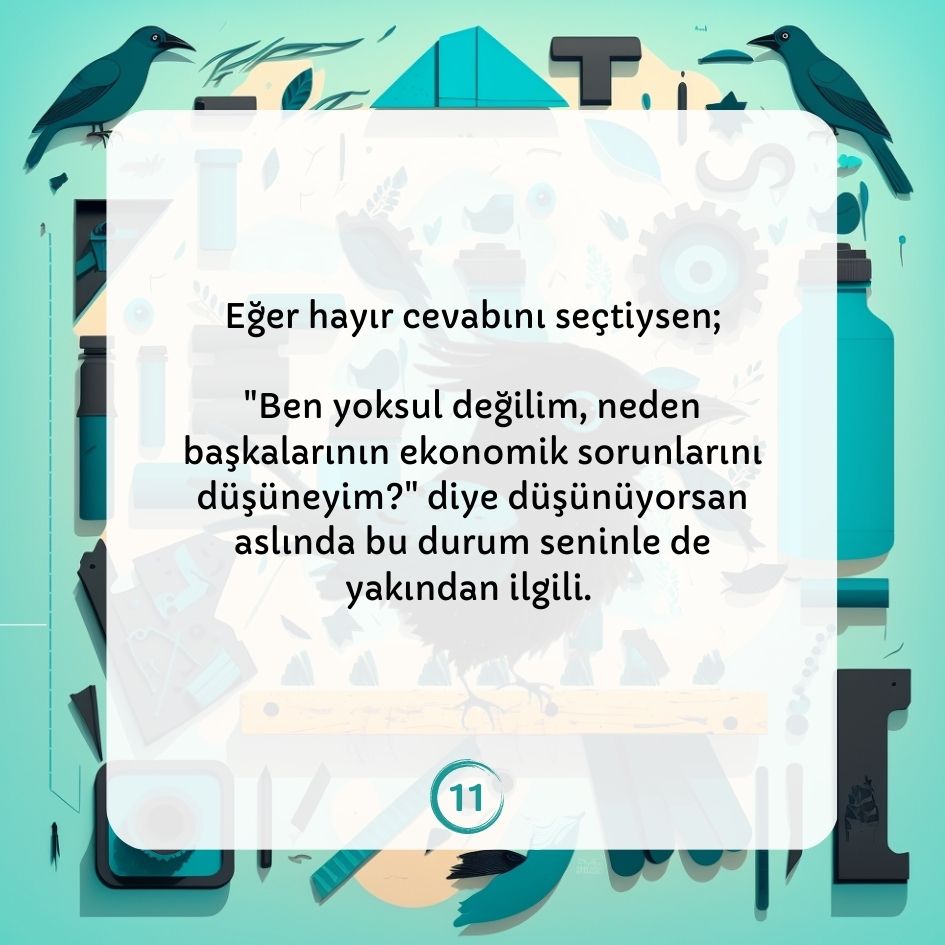 Eğer hayır cevabını seçtiysen;
"Ben yoksul değilim, neden
başkalarının ekonomik sorunlarını
düşüneyim?" diye düşünüyorsan
aslında bu durum seninle de
yakından ilgili.
11